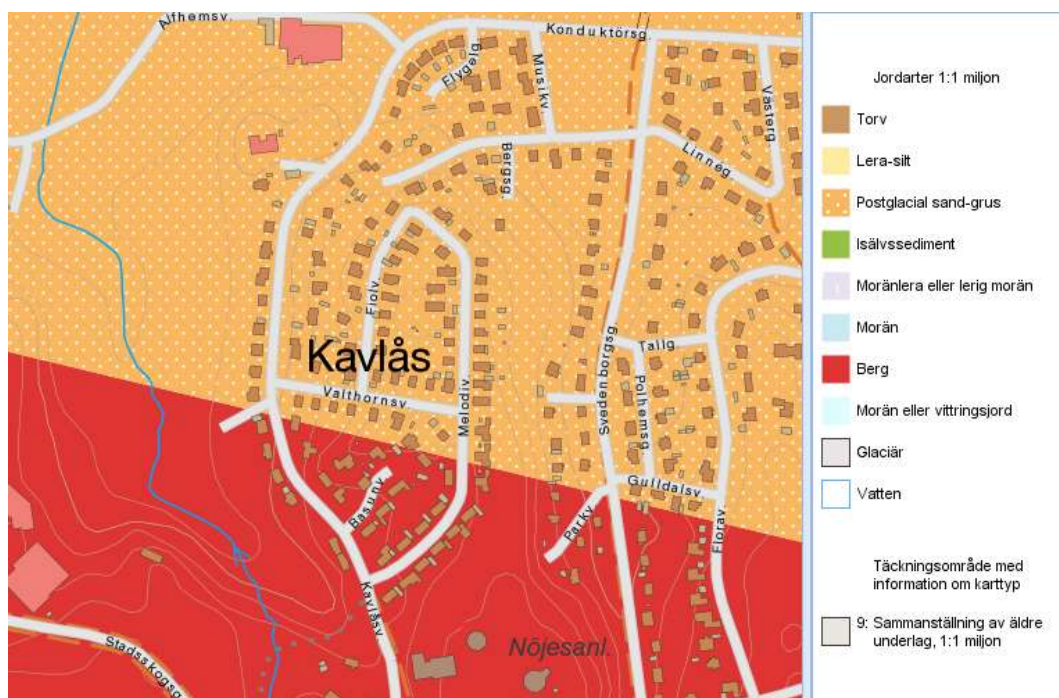 Alfhemsv.
Konduktörsg.
Elvgelg
Musikv.
Västerg.
Linnég.
Bergsg.
Fiolv.
Kavlås
Valthornsv.
Melodiv.
Svedenborgsg.
Tallg.
Polhemsg.
Gulldalsv.
Basunv.
Parkv.
Florav.
Kavlåsv.
Stadsskogsg.
Nöjesanl.
Jordarter 1:1 miljon
Torv
Lera-silt
Postglacial sand-grus
Isälvssediment
Moränlera eller lerig morän
Morän
Berg
Morän eller vittringsjord
Glaciär
Vatten
Täckningsområde med
information om karttyp
9: Sammanställning av äldre
underlag, 1:1 miljon